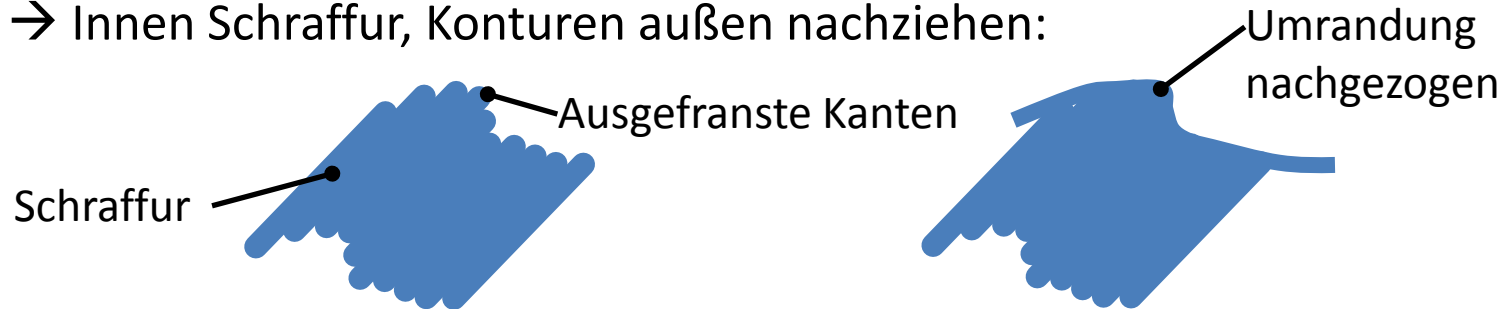 → Innen Schraffur, Konturen außen nachziehen:
Umrandung
nachgezogen
Ausgefranste Kanten
Schraffur